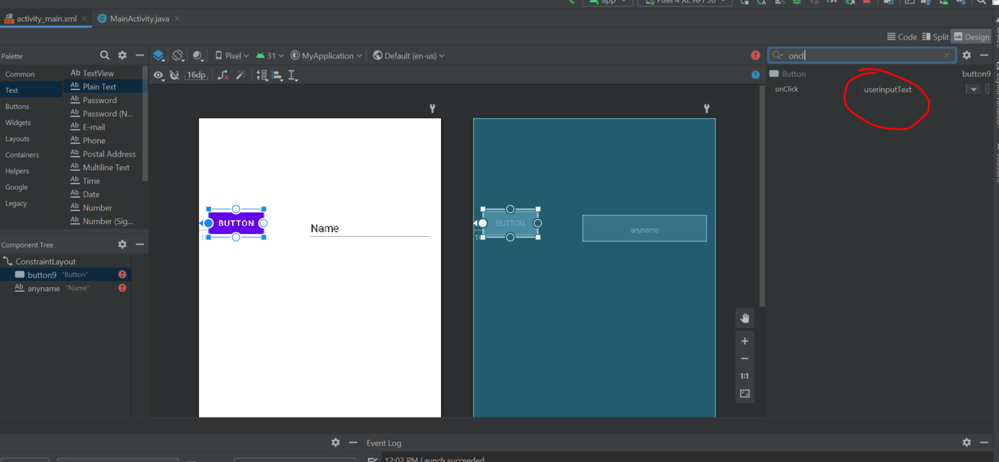 app
Pixel 4 XL API 30
activity_main.xml
MainActivity.java
Code Split Design
Palette
Pixel 31 MyApplication Default (en-us)
oncl
16dp
Common
Text
Buttons
Widgets
Layouts
Containers
Helpers
Google
Legacy
Ab TextView
Ab Plain Text
Ab Password
Ab Password (N...
Ab E-mail
Ab Phone
Ab Postal Address
Ab Multiline Text
Ab Time
Ab Date
Ab Number
Ab Number (Sig...
Button button9
onClick userinputText
BUTTON
Name
BUTTON
anyname
Component Tree
ConstraintLayout
button9 "Button"
Ab anyname "Name"
1:1
Event Log
12:02 PM Launch succeeded